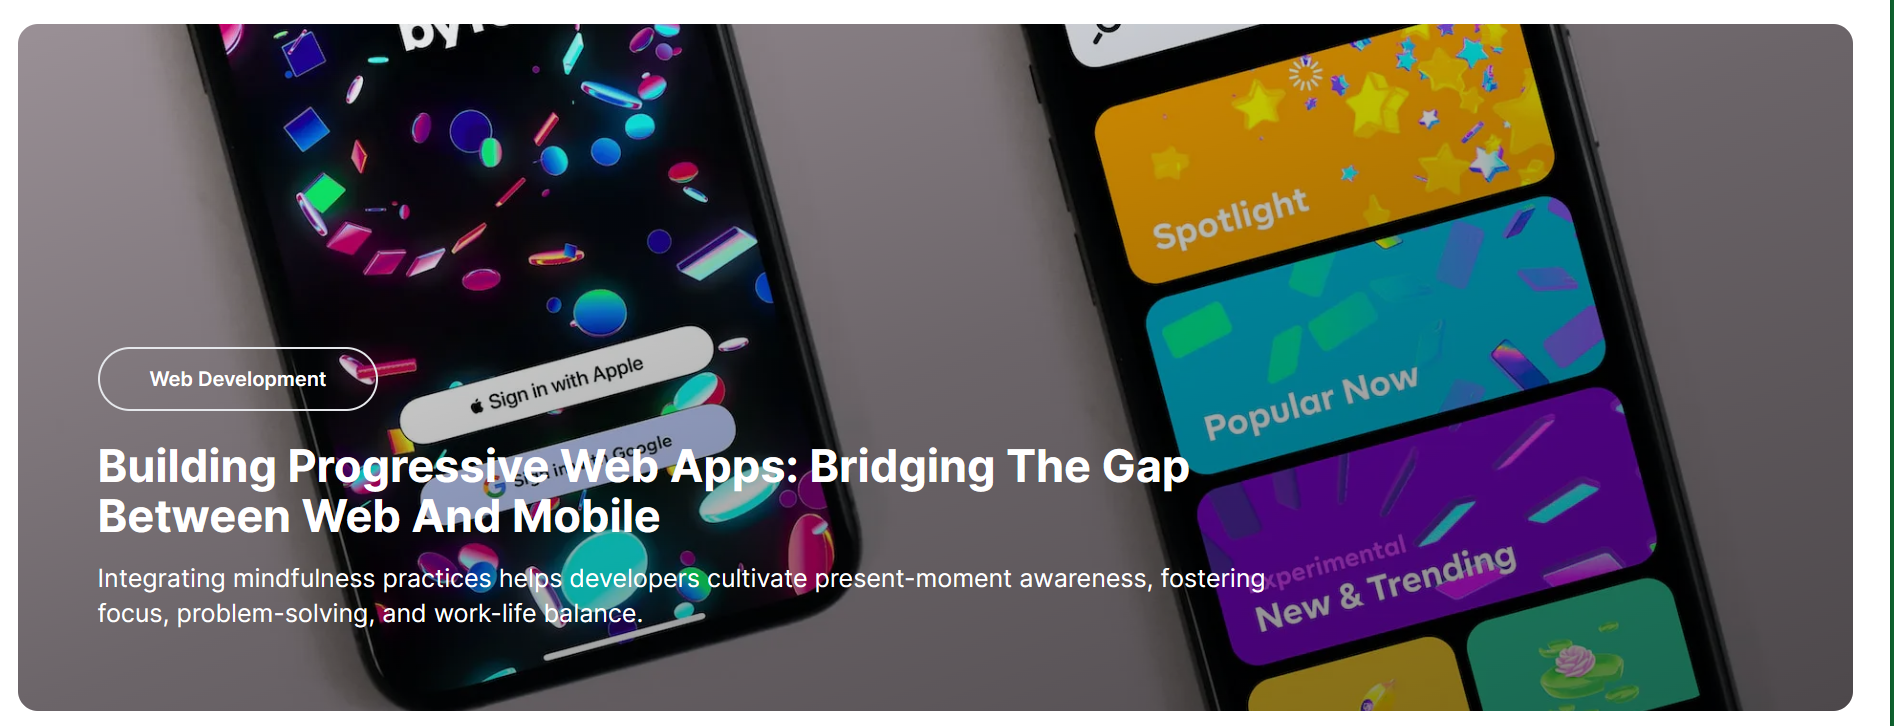 Spotlight
Popular Now
Web Development
Sign in with Apple
Sign in with Google
Building Progressive Web Apps: Bridging The Gap
Between Web And Mobile
experimental
New & Trending
Integrating mindfulness practices helps developers cultivate present-moment awareness, fostering
focus, problem-solving, and work-life balance.